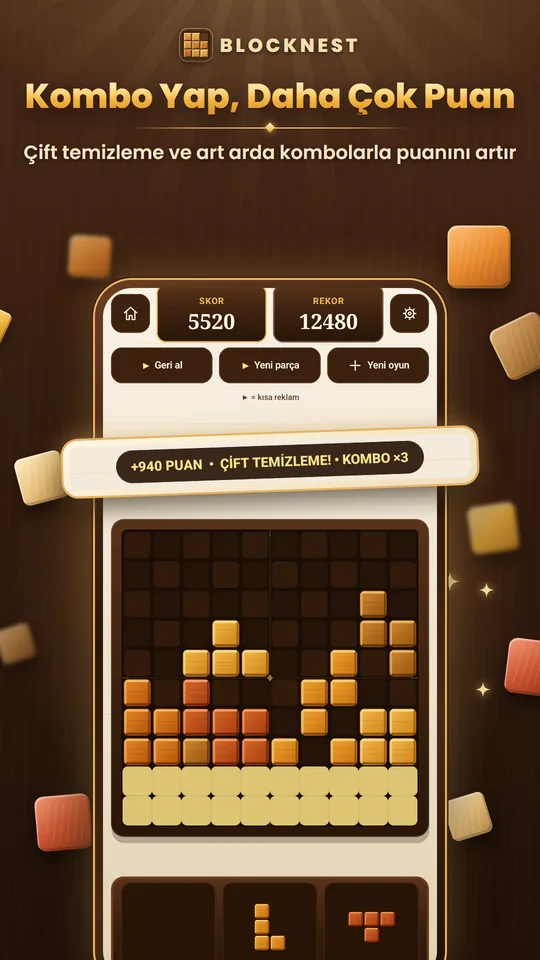 BLOCKNEST
Kombo Yap, Daha Çok Puan
Çift temizleme ve art arda kombolarla puanını artır
SKOR
5520
REKOR
12480
Geri al
Yeni parça
Yeni oyun
► = kısa reklam
+940 PUAN • ÇİFT TEMİZLEME! • KOMBO ×3